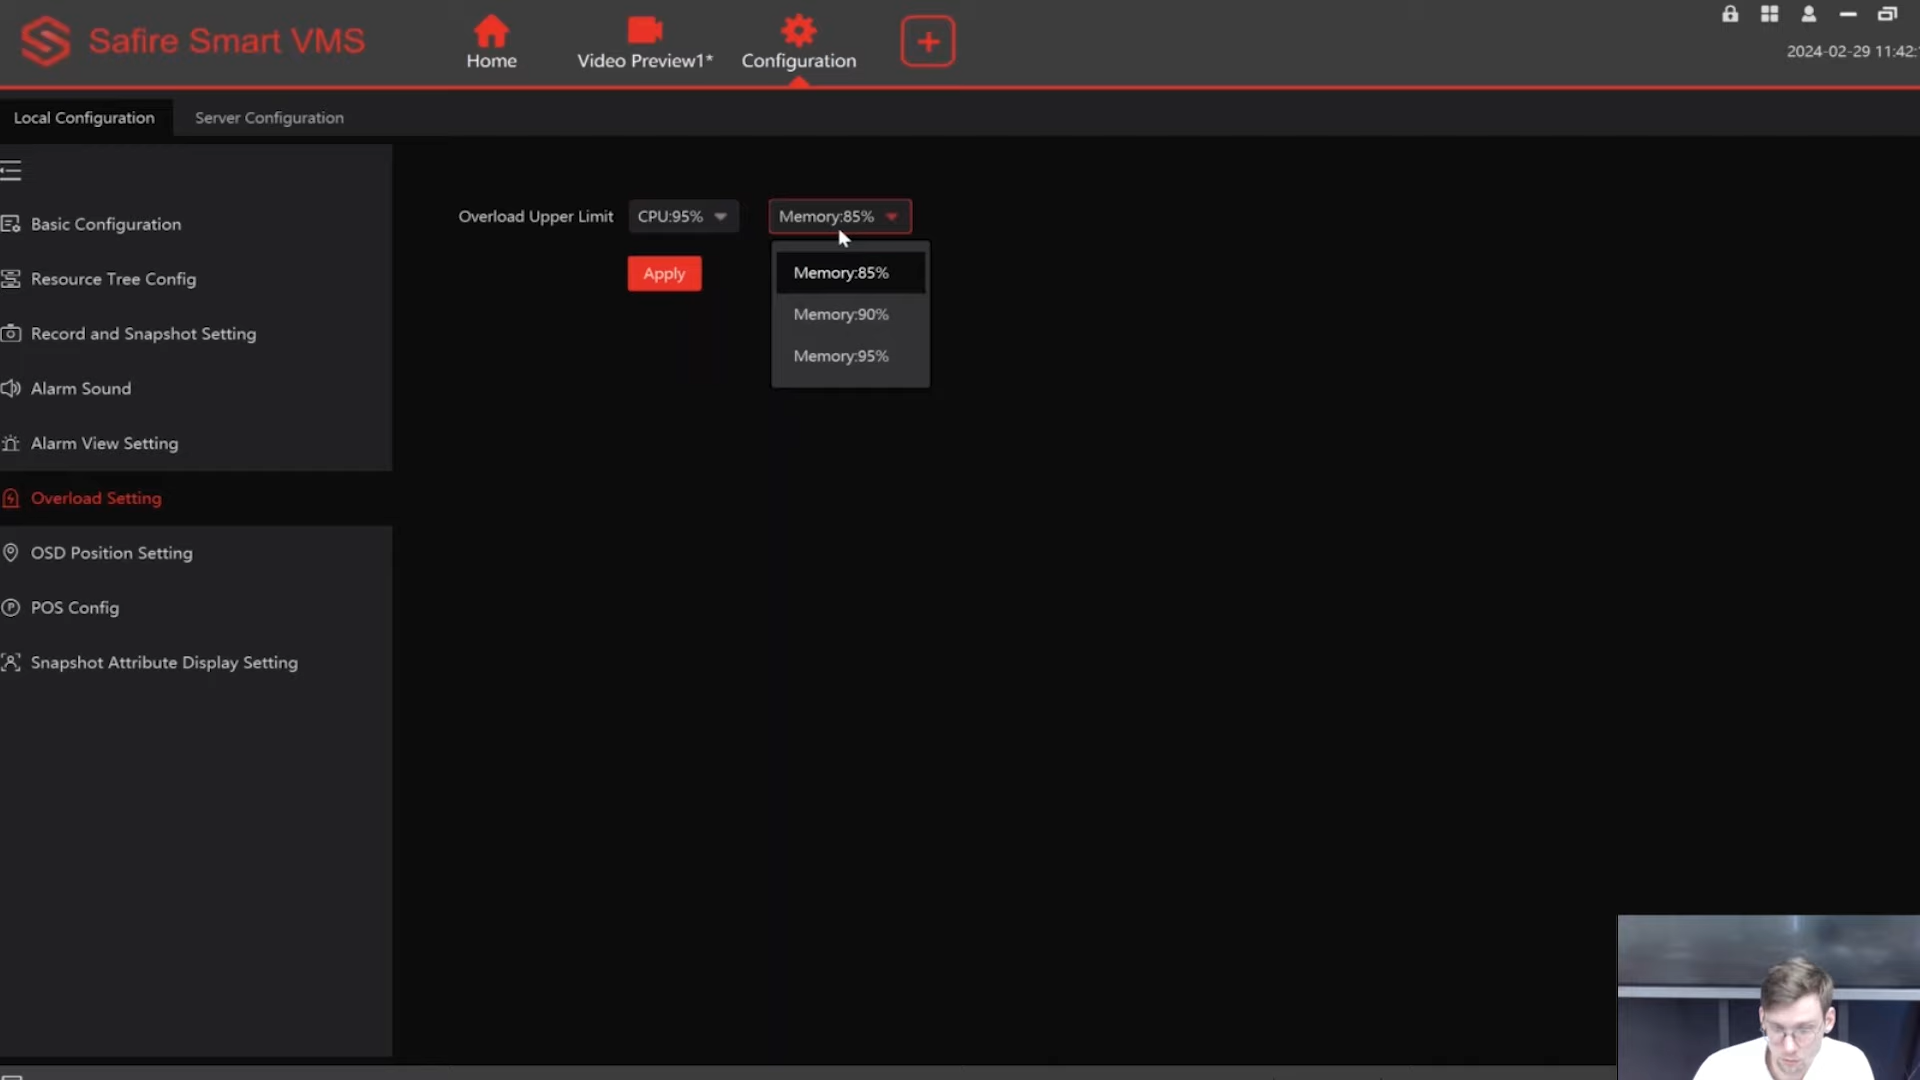 Safire Smart VMS
Home
Video Preview1*
Configuration
2024-02-29 11:42:
Local Configuration
Server Configuration
Basic Configuration
Resource Tree Config
Record and Snapshot Setting
Alarm Sound
Alarm View Setting
Overload Setting
OSD Position Setting
POS Config
Snapshot Attribute Display Setting
Overload Upper Limit
CPU:95%
Memory:85%
Apply
Memory:85%
Memory:90%
Memory:95%